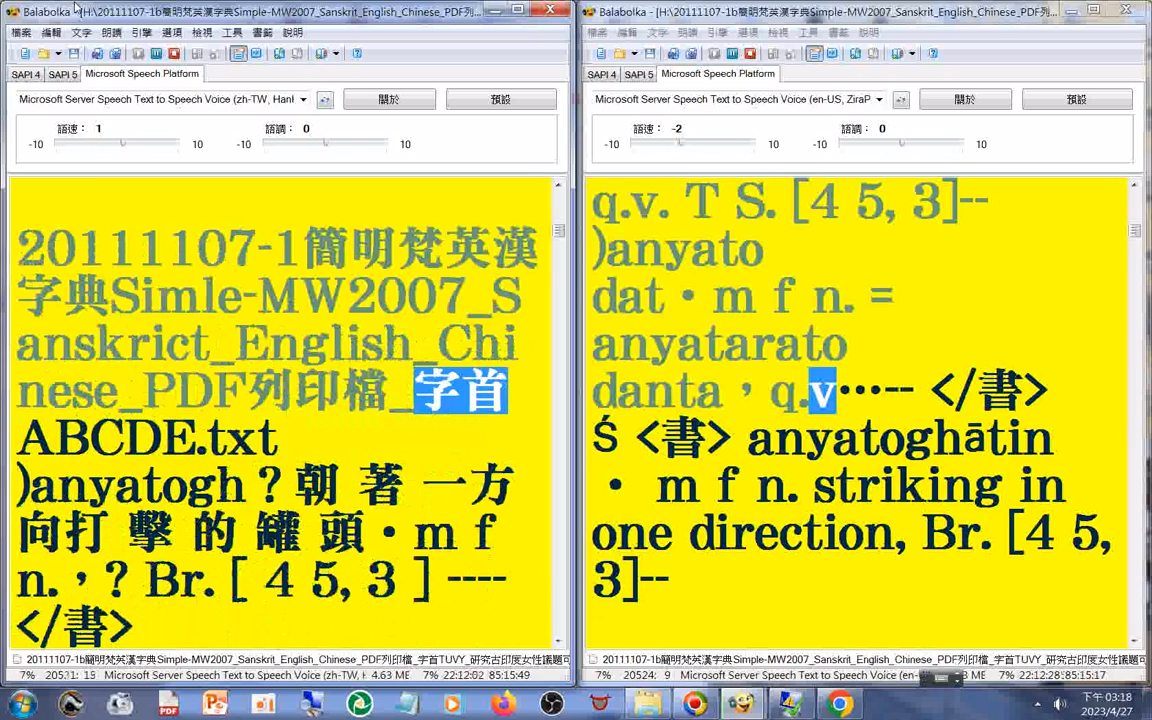 Balabolka - [H:\20111107-1b簡明梵英漢字典Simple-MW2007_Sanskrit_English_Chinese_PDF列...
檔案 編輯 文字 朗讀 引擎 選項 檢視 工具 書籤 說明
SAPI 4 SAPI 5 Microsoft Speech Platform
Microsoft Server Speech Text to Speech Voice (zh-TW, Hanl
關於 預設
語速： 1 語調： 0
-10 10 -10 10
20111107-1簡明梵英漢
字典Simle-MW2007_S
anskrict_English_Chi
nese_PDF列印檔_字首
ABCDE.txt
)anyatogh？朝 著 一方
向打 擊 的 罐 頭·m f
n.，? Br. [ 4 5, 3 ] ----
</書>
20111107-1b簡明梵英漢字典Simple-MW2007_Sanskrit_English_Chinese_PDF列印檔_字首TUVY_研究古印度女性議題可
7% Microsoft Server Speech Text to Speech Voice (zh-TW, 4.63 MB 7% 22:12:02 85:15:49
Balabolka - [H:\20111107-1b簡明梵英漢字典Simple-MW2007_Sanskrit_English_Chinese_PDF列...
檔案 編輯 文字 朗讀 引擎 選項 檢視 工具 書籤 說明
SAPI 4 SAPI 5 Microsoft Speech Platform
Microsoft Server Speech Text to Speech Voice (en-US, ZiraP
關於 預設
語速： -2 語調： 0
-10 10 -10 10
q.v. T S. [4 5, 3]--
)anyato
dat·m f n. =
anyatarato
danta，q.v…-- </書>
Ś <書> anyatoghātin
· m f n. striking in
one direction, Br. [4 5,
3]--
20111107-1b簡明梵英漢字典Simple-MW2007_Sanskrit_English_Chinese_PDF列印檔_字首TUVY_研究古印度女性議題可
7% 20524: 9 Microsoft Server Speech Text to Speech Voice (en-US, 7% 22:12:28 85:15:17
下午 03:18
2023/4/27